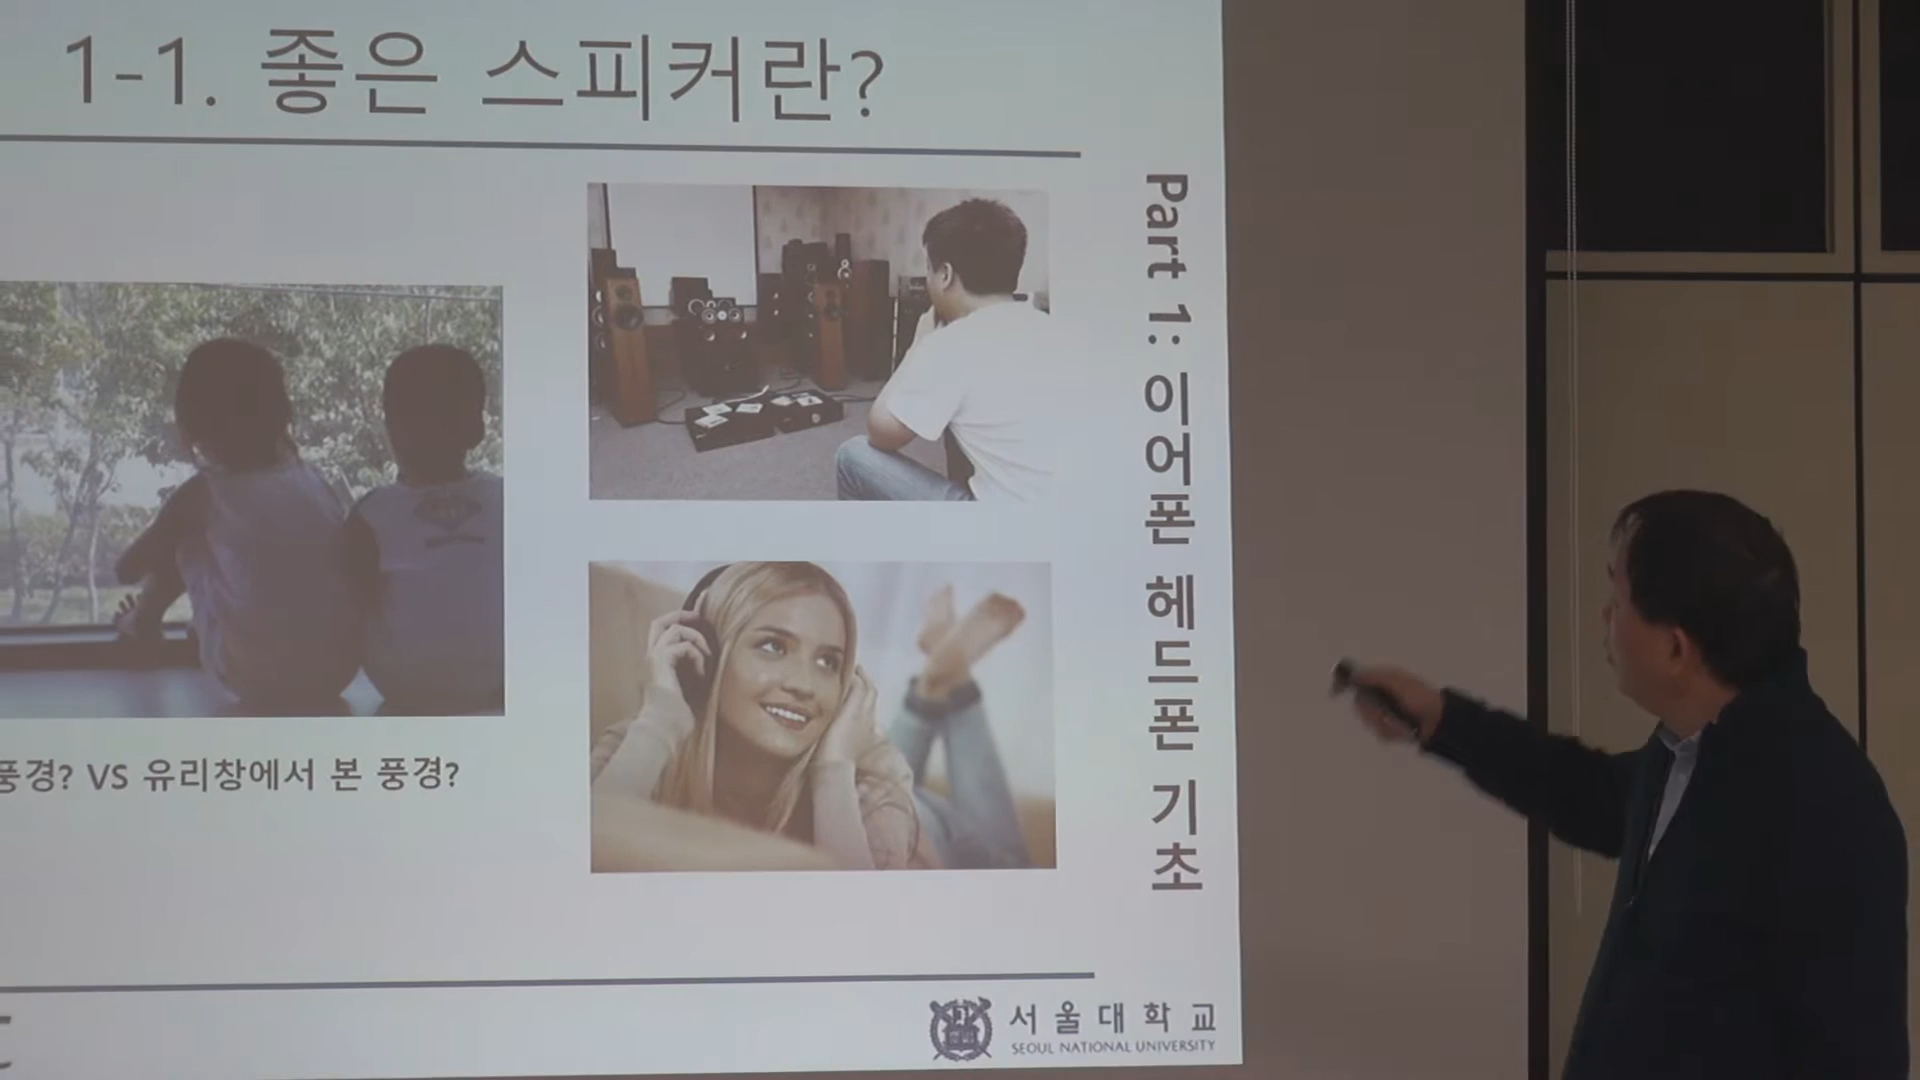 1-1. 좋은 스피커란?
Part 1: 이어폰 헤드폰 기초
풍경? VS 유리창에서 본 풍경?
서울대학교
SEOUL NATIONAL UNIVERSITY